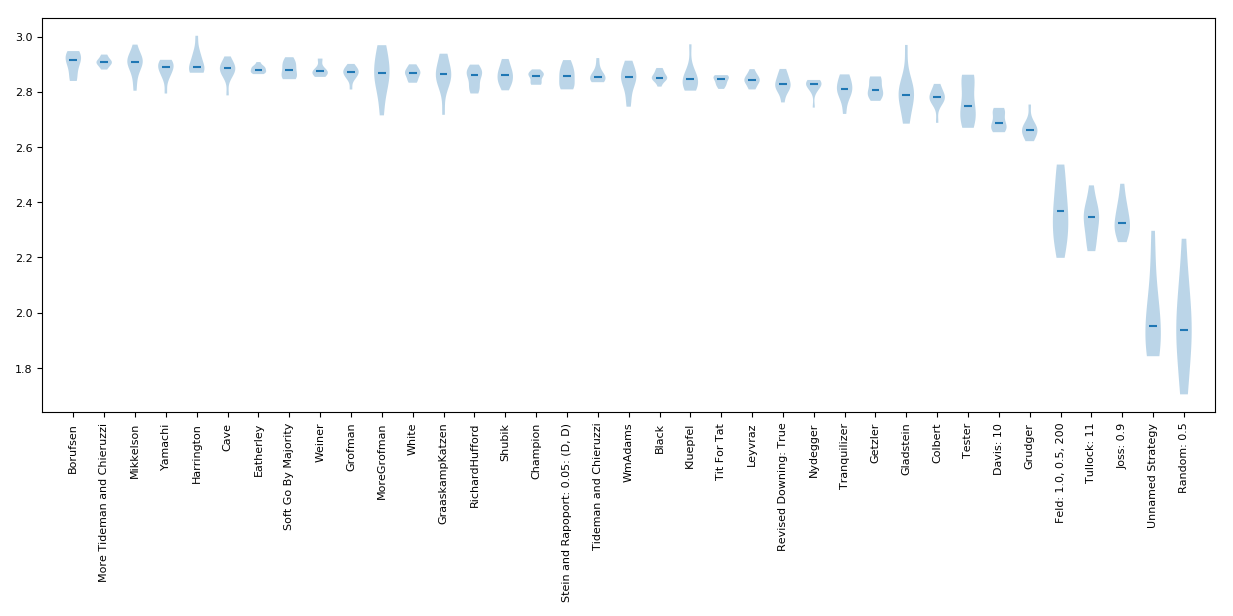 3.0
2.8
2.6
2.4
2.2
2.0
1.8
Borufsen
More Tideman and Chieruzzi
Mikkelson
Yamachi
Harrington
Cave
Eatherley
Soft Go By Majority
Weiner
Grofman
MoreGrofman
White
GraaskampKatzen
RichardHufford
Shubik
Champion
Stein and Rapoport: 0.05: (D, D)
Tideman and Chieruzzi
WmAdams
Black
Kluepfel
Tit For Tat
Leyvraz
Revised Downing: True
Nydegger
Tranquilizer
Getzler
Gladstein
Colbert
Tester
Davis: 10
Grudger
Feld: 1.0, 0.5, 200
Tullock: 11
Joss: 0.9
Unnamed Strategy
Random: 0.5